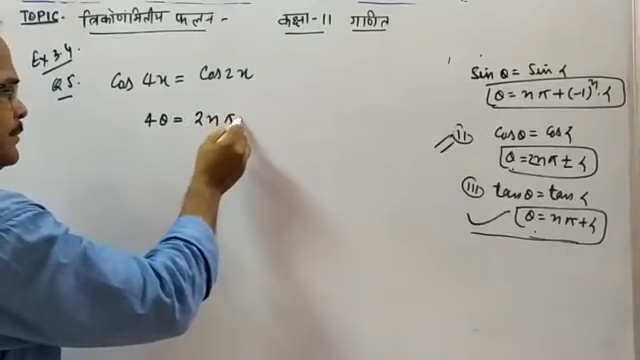 TOPIC. त्रिकोणमितीय फलन - कक्षा-11 गणित
Ex 3.4.
Q5. Cos 4x = Cos 2x
4θ = 2nπ
Sin θ = Sin α
θ = nπ + (-1)ⁿ·α
(ii) Cos θ = Cos α
θ = 2nπ ± α
(iii) tan θ = tan α
θ = nπ + α